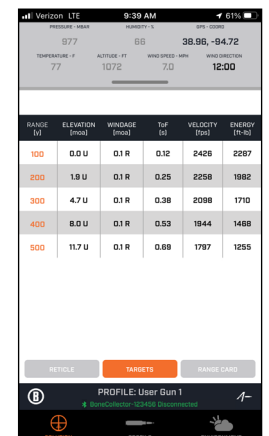 Verizon LTE 9:39 AM 61%
PRESSURE - MBAR HUMIDITY - % GPS - COORDS
977 66 38.96, -94.72
TEMPERATURE - F ALTITUDE - FT WIND SPEED - MPH WIND DIRECTION
77 1072 7.0 12:00
RANGE ELEVATION WINDAGE ToF VELOCITY ENERGY
(y) (moa) (moa) (s) (fps) (ft-lb)
100 0.0 U 0.1 R 0.12 2426 2287
200 1.9 U 0.1 R 0.25 2258 1982
300 4.7 U 0.1 R 0.38 2098 1710
400 8.0 U 0.1 R 0.53 1944 1468
500 11.7 U 0.1 R 0.69 1797 1255
RETICLE TARGETS RANGE CARD
PROFILE: User Gun 1
BoneCollector-123456 Disconnected